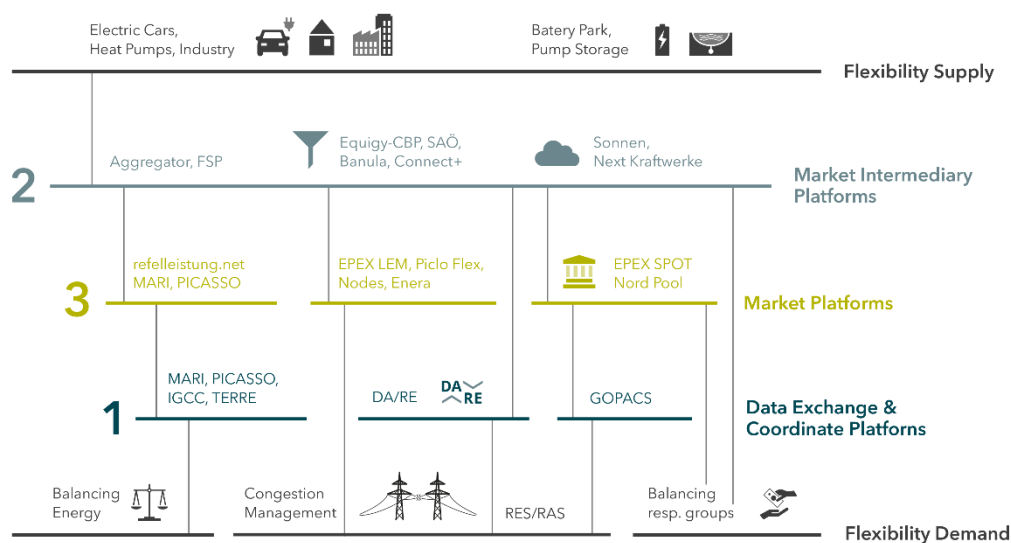 Electric Cars,
Heat Pumps, Industry
Batery Park,
Pump Storage
Flexibility Supply
2
Aggregator, FSP
Equigy-CBP, SAÖ,
Banula, Connect+
Sonnen,
Next Kraftwerke
Market Intermediary
Platforms
3
refelleistung.net
MARI, PICASSO
EPEX LEM, Piclo Flex,
Nodes, Enera
EPEX SPOT
Nord Pool
Market Platforms
1
MARI, PICASSO,
IGCC, TERRE
DA/RE
DA
RE
GOPACS
Data Exchange &
Coordinate Platfprns
Balancing
Energy
Congestion
Management
RES/RAS
Balancing
resp. groups
Flexibility Demand